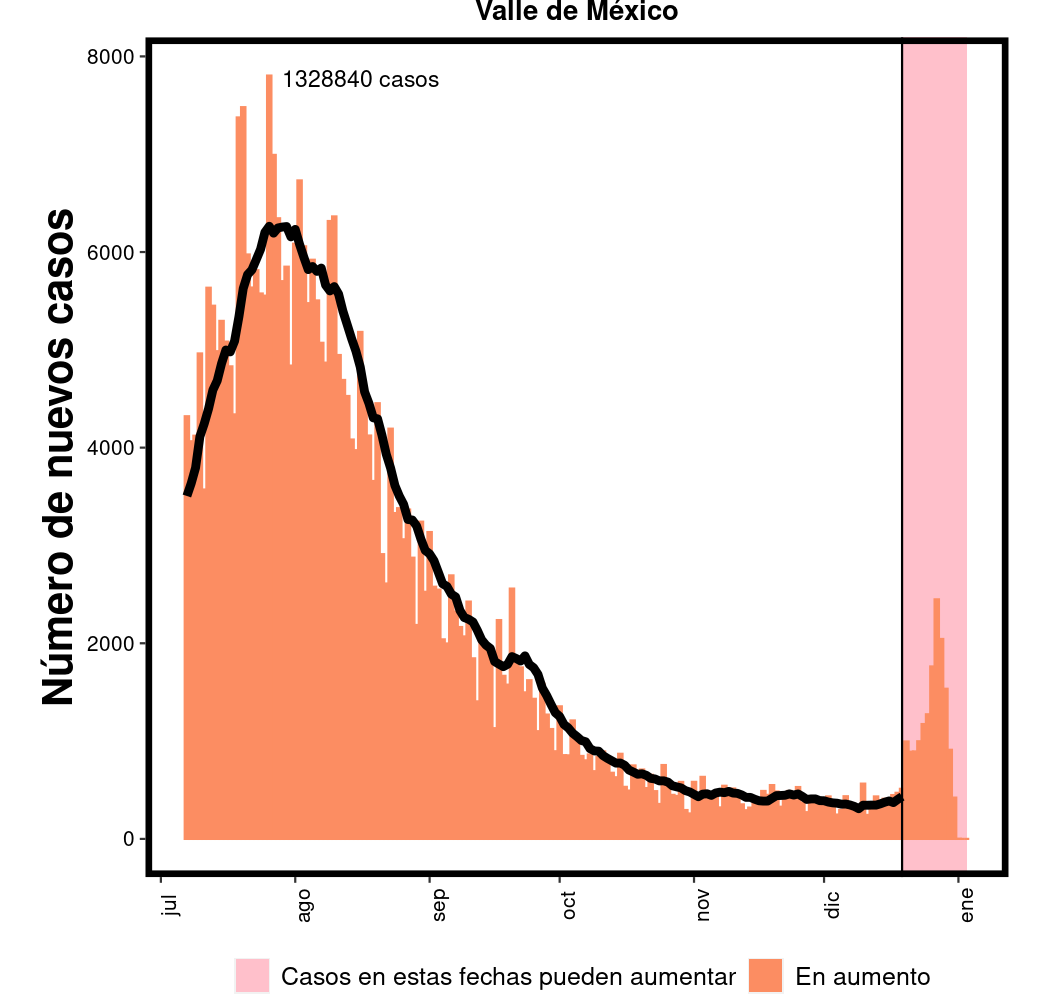 Valle de México
8000
1328840 casos
6000
Número de nuevos casos
4000
2000
0
jul
ago
sep
oct
nov
dic
ene
Casos en estas fechas pueden aumentar
En aumento